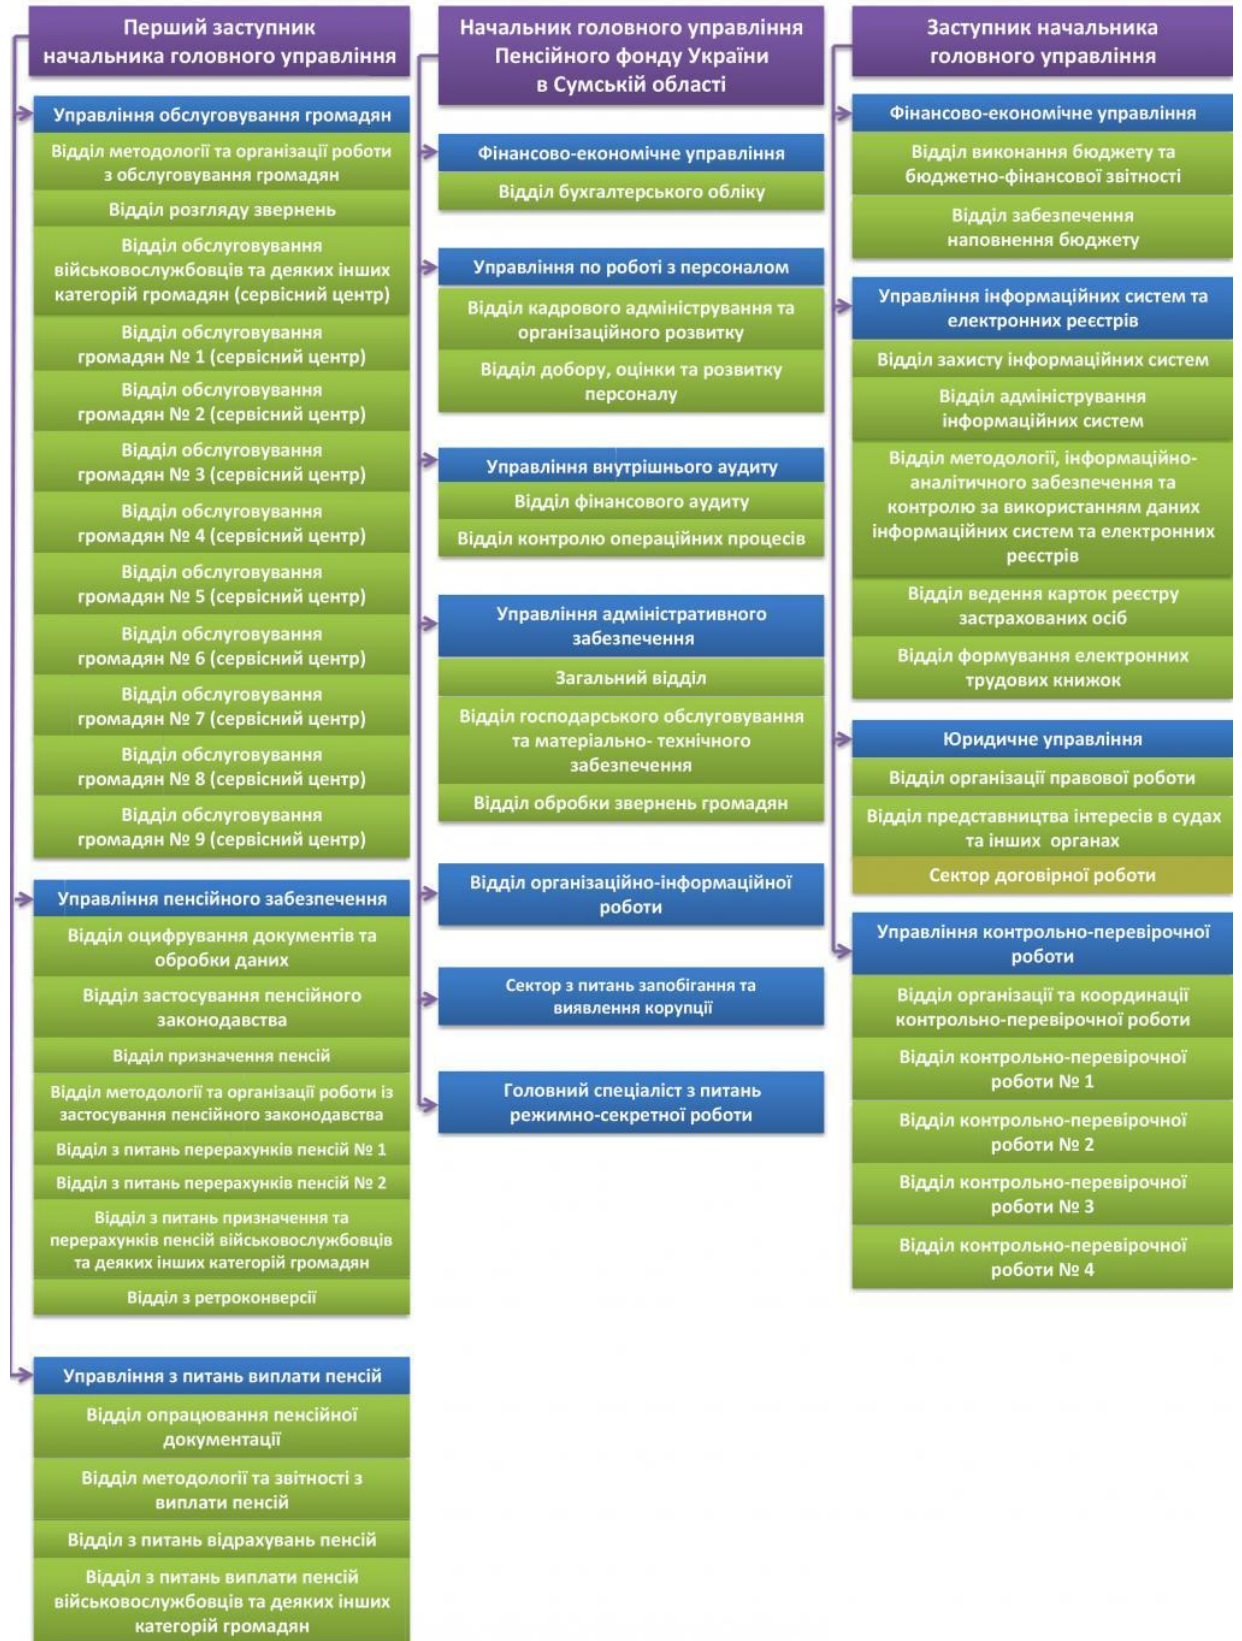 Перший заступник
начальника головного управління
Управління обслуговування громадян
Відділ методології та організації роботи
з обслуговування громадян
Відділ розгляду звернень
Відділ обслуговування
військовослужбовців та деяких інших
категорій громадян (сервісний центр)
Відділ обслуговування
громадян № 1 (сервісний центр)
Відділ обслуговування
громадян № 2 (сервісний центр)
Відділ обслуговування
громадян № 3 (сервісний центр)
Відділ обслуговування
громадян № 4 (сервісний центр)
Відділ обслуговування
громадян № 5 (сервісний центр)
Відділ обслуговування
громадян № 6 (сервісний центр)
Відділ обслуговування
громадян № 7 (сервісний центр)
Відділ обслуговування
громадян № 8 (сервісний центр)
Відділ обслуговування
громадян № 9 (сервісний центр)
Управління пенсійного забезпечення
Відділ оцифрування документів та
обробки даних
Відділ застосування пенсійного
законодавства
Відділ призначення пенсій
Відділ методології та організації роботи із
застосування пенсійного законодавства
Відділ з питань перерахунків пенсій № 1
Відділ з питань перерахунків пенсій № 2
Відділ з питань призначення та
перерахунків пенсій військовослужбовців
та деяких інших категорій громадян
Відділ з ретроконверсії
Управління з питань виплати пенсій
Відділ опрацювання пенсійної
документації
Відділ методології та звітності з
виплати пенсій
Відділ з питань відрахувань пенсій
Відділ з питань виплати пенсій
військовослужбовців та деяких інших
категорій громадян
Начальник головного управління
Пенсійного фонду України
в Сумській області
Фінансово-економічне управління
Відділ бухгалтерського обліку
Управління по роботі з персоналом
Відділ кадрового адміністрування та
організаційного розвитку
Відділ добору, оцінки та розвитку
персоналу
Управління внутрішнього аудиту
Відділ фінансового аудиту
Відділ контролю операційних процесів
Управління адміністративного
забезпечення
Загальний відділ
Відділ господарського обслуговування
та матеріально- технічного
забезпечення
Відділ обробки звернень громадян
Відділ організаційно-інформаційної
роботи
Сектор з питань запобігання та
виявлення корупції
Головний спеціаліст з питань
режимно-секретної роботи
Заступник начальника
головного управління
Фінансово-економічне управління
Відділ виконання бюджету та
бюджетно-фінансової звітності
Відділ забезпечення
наповнення бюджету
Управління інформаційних систем та
електронних реєстрів
Відділ захисту інформаційних систем
Відділ адміністрування
інформаційних систем
Відділ методології, інформаційно-
аналітичного забезпечення та
контролю за використанням даних
інформаційних систем та електронних
реєстрів
Відділ ведення карток реєстру
застрахованих осіб
Відділ формування електронних
трудових книжок
Юридичне управління
Відділ організації правової роботи
Відділ представництва інтересів в судах
та інших органах
Сектор договірної роботи
Управління контрольно-перевірочної
роботи
Відділ організації та координації
контрольно-перевірочної роботи
Відділ контрольно-перевірочної
роботи № 1
Відділ контрольно-перевірочної
роботи № 2
Відділ контрольно-перевірочної
роботи № 3
Відділ контрольно-перевірочної
роботи № 4